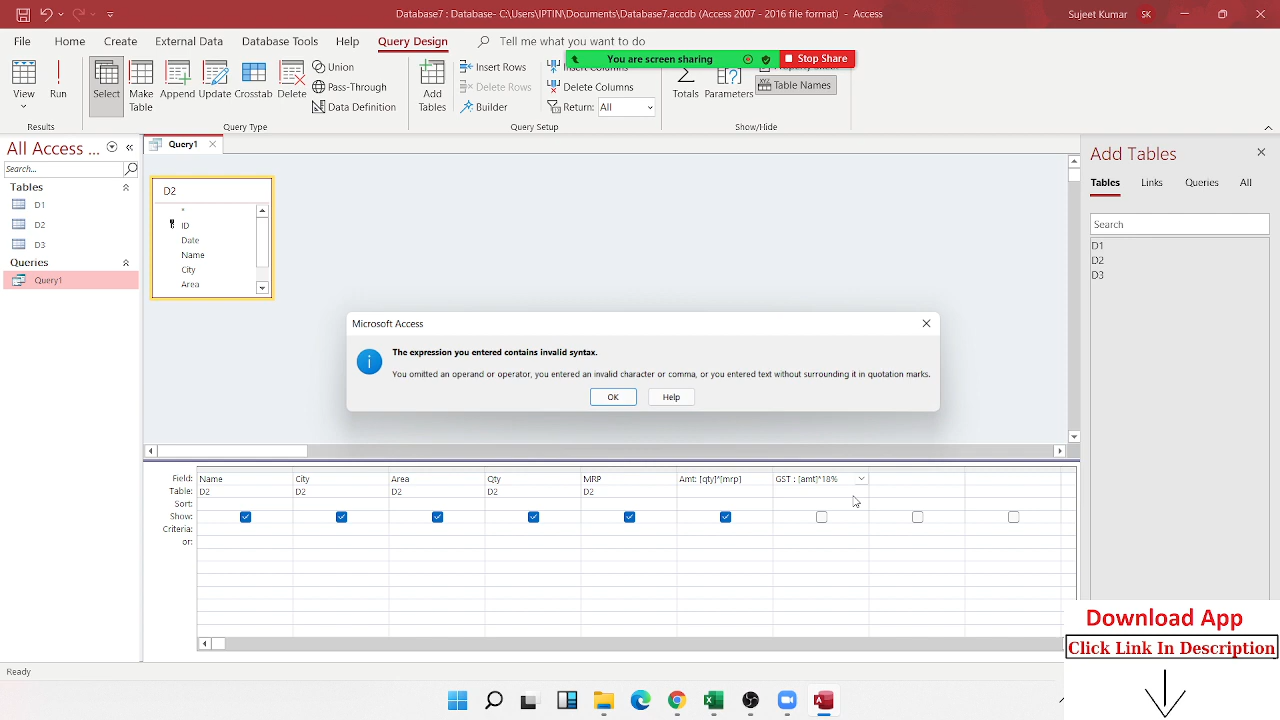 Database7 : Database- C:\Users\IPTIN\Documents\Database7.accdb (Access 2007 - 2016 file format) - Access
Sujeet Kumar
SK
File Home Create External Data Database Tools Help Query Design Tell me what you want to do
You are screen sharing
Stop Share
View Run Select Make Table Append Update Crosstab Delete
Union
Pass-Through
Data Definition
Add Tables
Insert Rows
Delete Rows
Builder
Insert Columns
Delete Columns
Return: All
Totals Parameters
Table Names
Results Query Type Query Setup Show/Hide
All Access ...
Search...
Tables
D1
D2
D3
Queries
Query1
Query1
D2
*
ID
Date
Name
City
Area
Microsoft Access
The expression you entered contains invalid syntax.
You omitted an operand or operator, you entered an invalid character or comma, or you entered text without surrounding it in quotation marks.
OK Help
Field: Name City Area Qty MRP Amt: [qty]*[mrp] GST : [amt]*18%
Table: D2 D2 D2 D2 D2
Sort:
Show:
Criteria:
or:
Add Tables
Tables Links Queries All
Search
D1
D2
D3
Ready
Download App
Click Link In Description